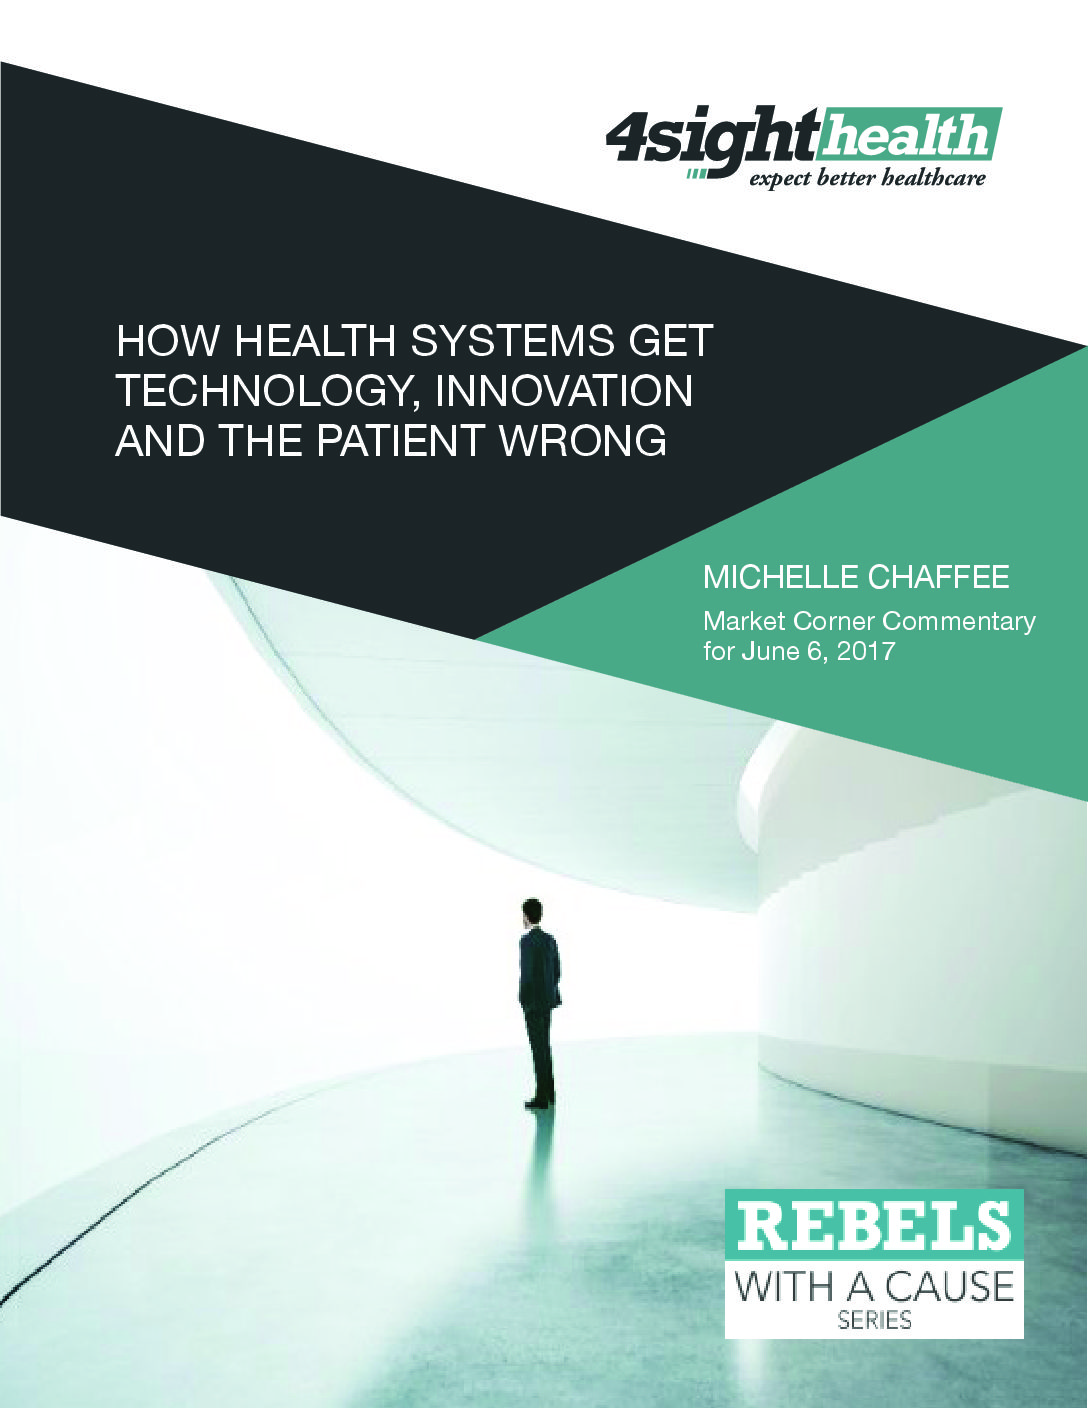 4sighthealth
expect better healthcare
HOW HEALTH SYSTEMS GET
TECHNOLOGY, INNOVATION
AND THE PATIENT WRONG
MICHELLE CHAFFEE
Market Corner Commentary
for June 6, 2017
REBELS
WITH A CAUSE
SERIES